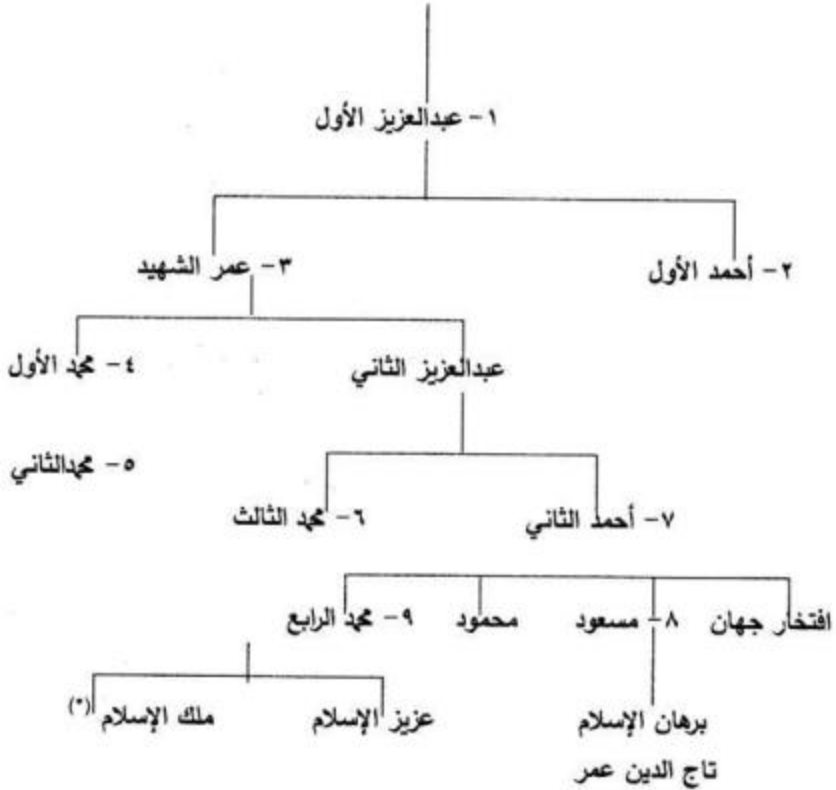 ١- عبدالعزيز الأول
٢- أحمد الأول
٣- عمر الشهيد
عبدالعزيز الثاني
٤- محمد الأول
٥- محمدالثاني
٧- أحمد الثاني
٦- محمد الثالث
افتخار جهان
٨- مسعود
محمود
٩- محمد الرابع
برهان الإسلام
تاج الدين عمر
عزيز الإسلام
ملك الإسلام (*)